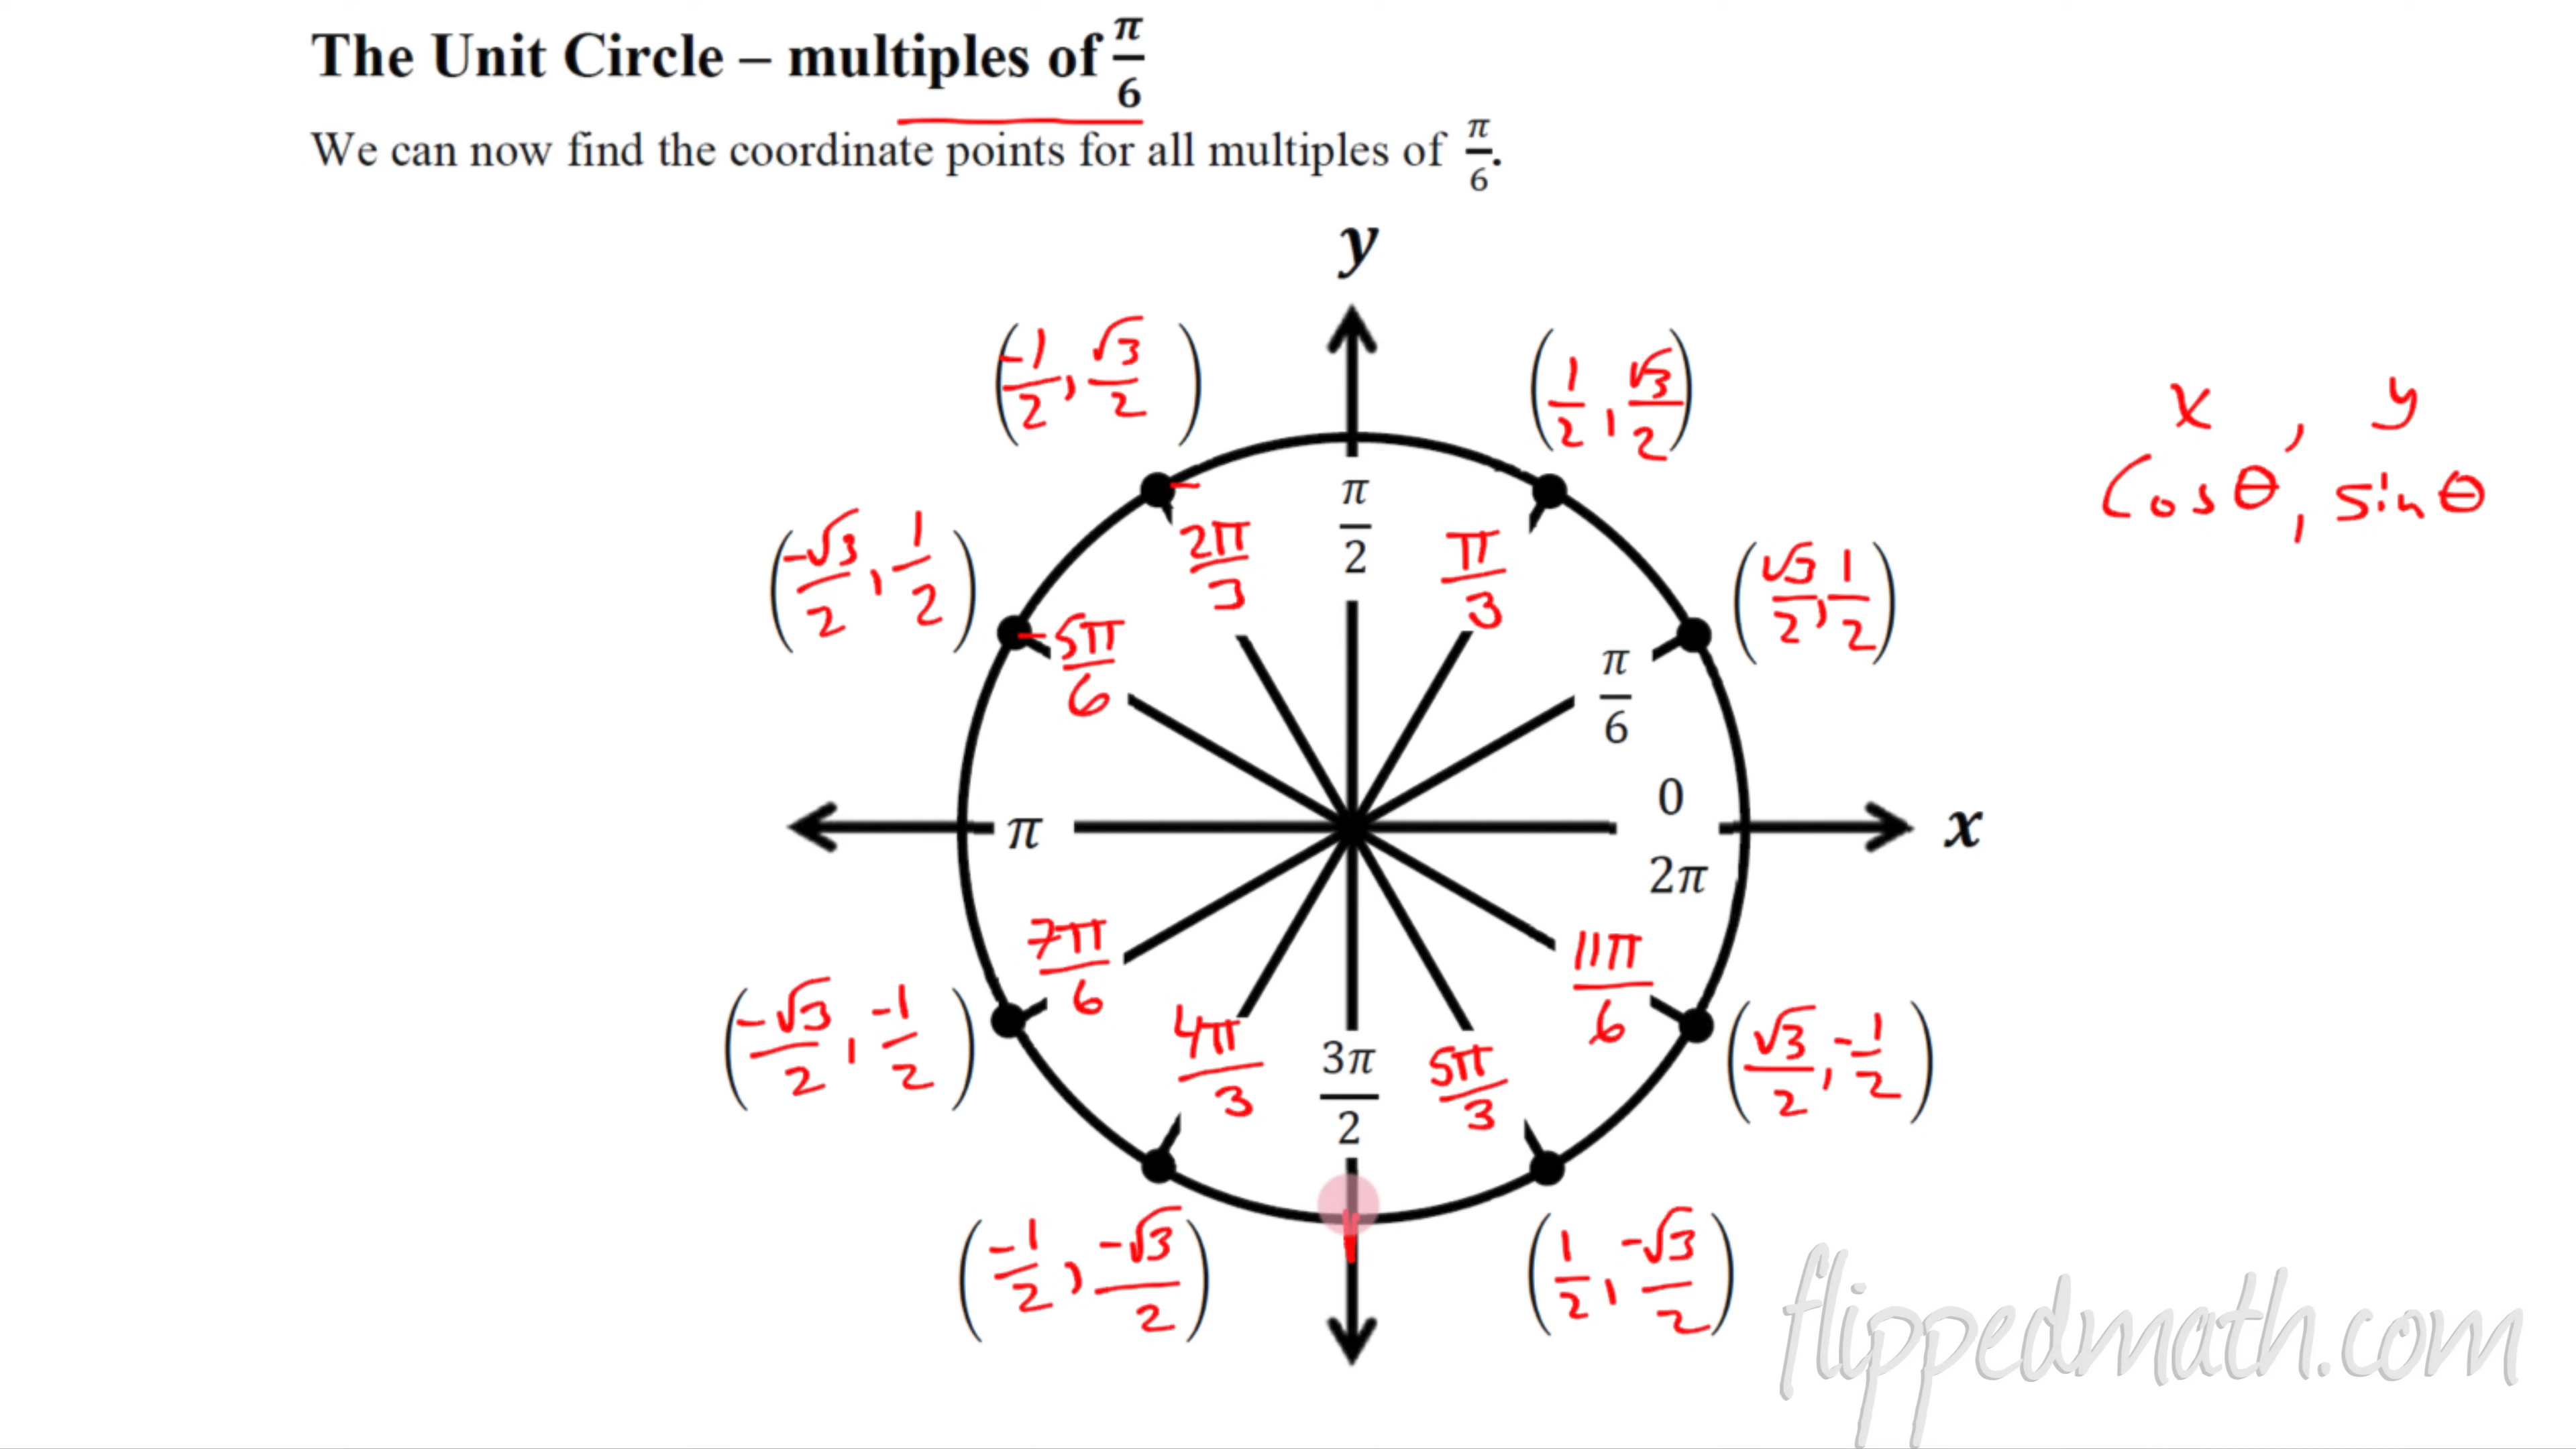 The Unit Circle – multiples of π/6
We can now find the coordinate points for all multiples of π/6.
y
(-1/2, √3/2)
(1/2, √3/2)
x, y
cosθ, sinθ
(-√3/2, 1/2)
(√3/2, 1/2)
2π/3
π/2
π/3
5π/6
π/6
π
0
2π
x
7π/6
11π/6
4π/3
3π/2
5π/3
(-√3/2, -1/2)
(√3/2, -1/2)
(-1/2, -√3/2)
(1/2, -√3/2)
flippedmath.com